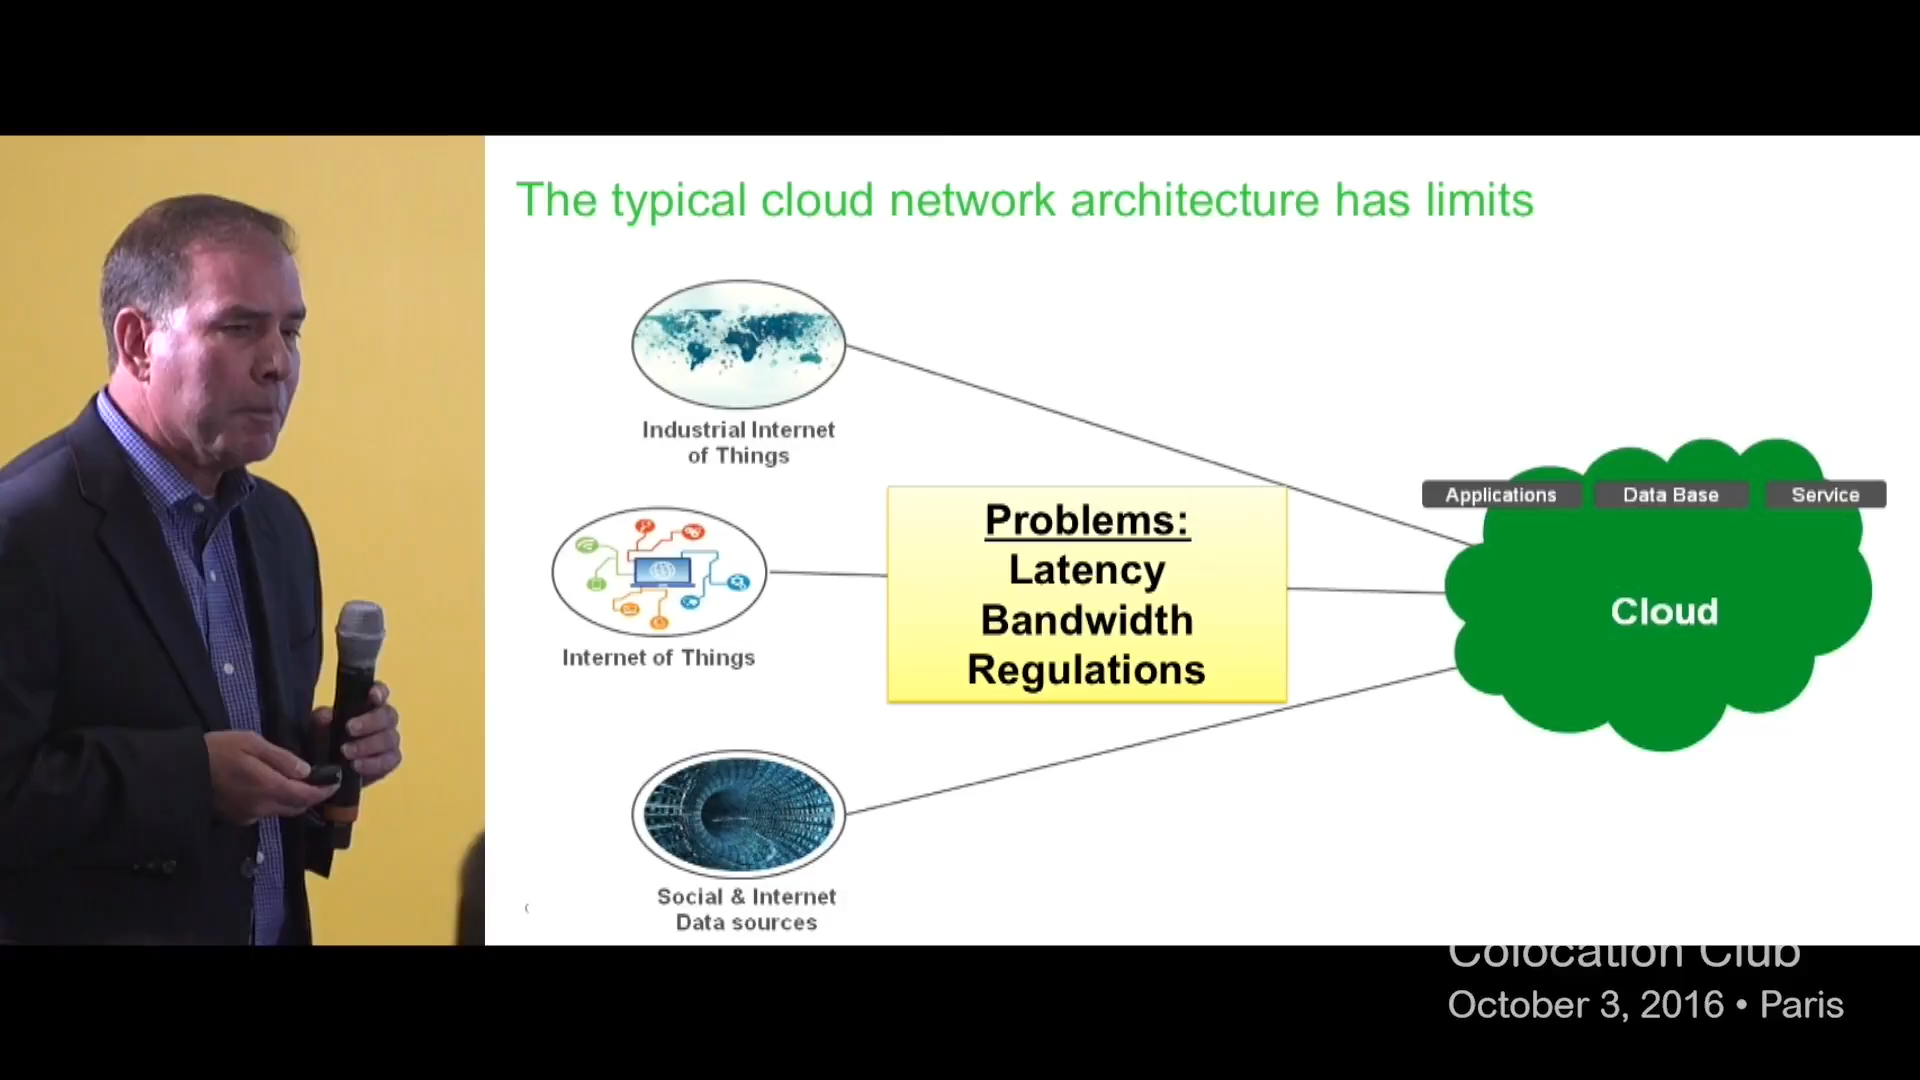 The typical cloud network architecture has limits
Industrial Internet
of Things
Problems:
Latency
Bandwidth
Regulations
Applications
Data Base
Service
Cloud
Internet of Things
Social & Internet
Data sources
Colocation Club
October 3, 2016 • Paris